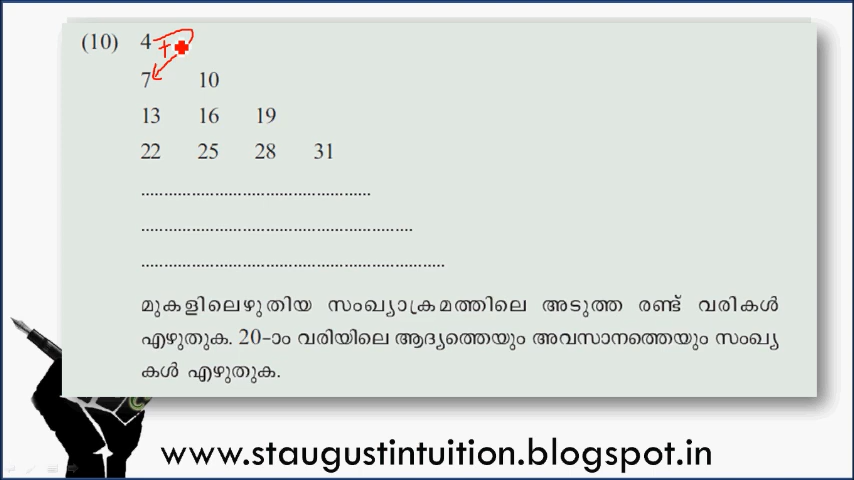 (10) 4 +
7 10
13 16 19
22 25 28 31
..................................................
...........................................................
..................................................................
മുകളിലെഴുതിയ സംഖ്യാക്രമത്തിലെ അടുത്ത രണ്ട് വരികൾ
എഴുതുക. 20-ാം വരിയിലെ ആദ്യത്തെയും അവസാനത്തെയും സംഖ്യ
കൾ എഴുതുക.
www.staugustintuition.blogspot.in